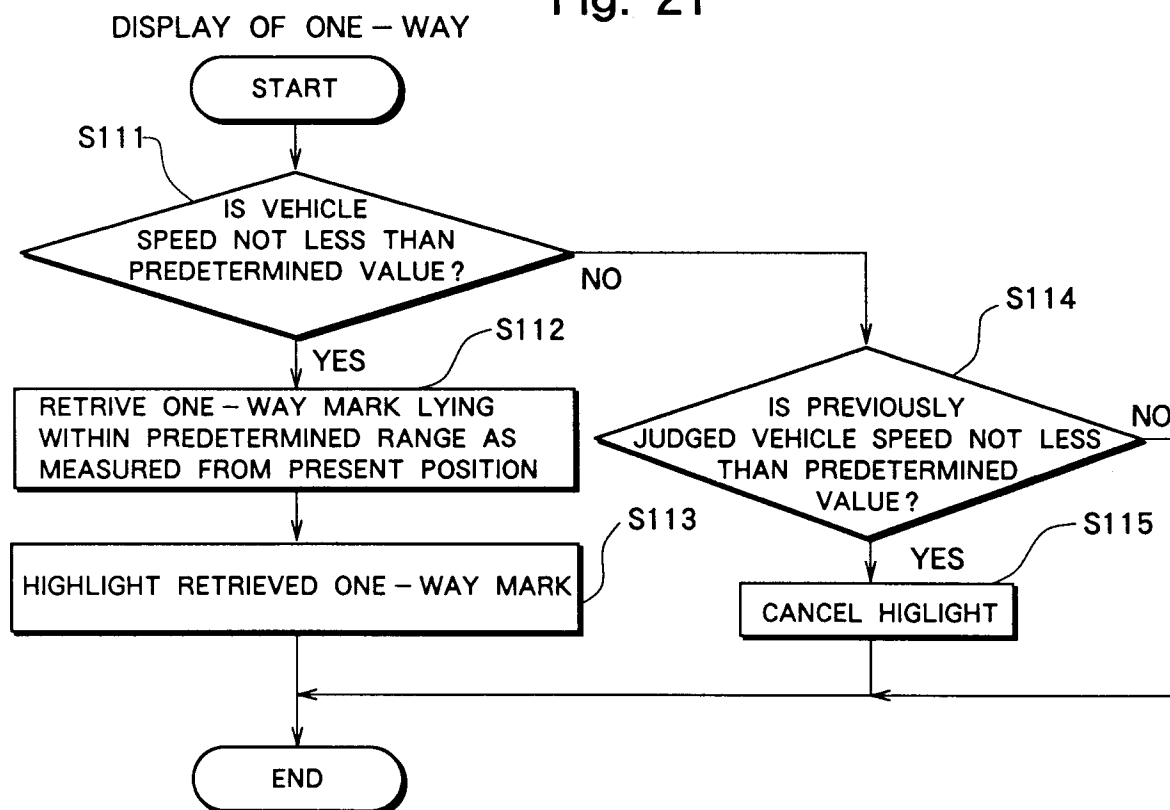 Fig. 21
DISPLAY OF ONE-WAY
START
S111
IS VEHICLE
SPEED NOT LESS THAN
PREDETERMINED VALUE?
NO
YES
S112
RETRIVE ONE-WAY MARK LYING
WITHIN PREDETERMINED RANGE AS
MEASURED FROM PRESENT POSITION
S113
HIGHLIGHT RETRIEVED ONE-WAY MARK
S114
IS PREVIOUSLY
JUDGED VEHICLE SPEED NOT LESS
THAN PREDETERMINED
VALUE?
NO
YES
S115
CANCEL HIGLIGHT
END